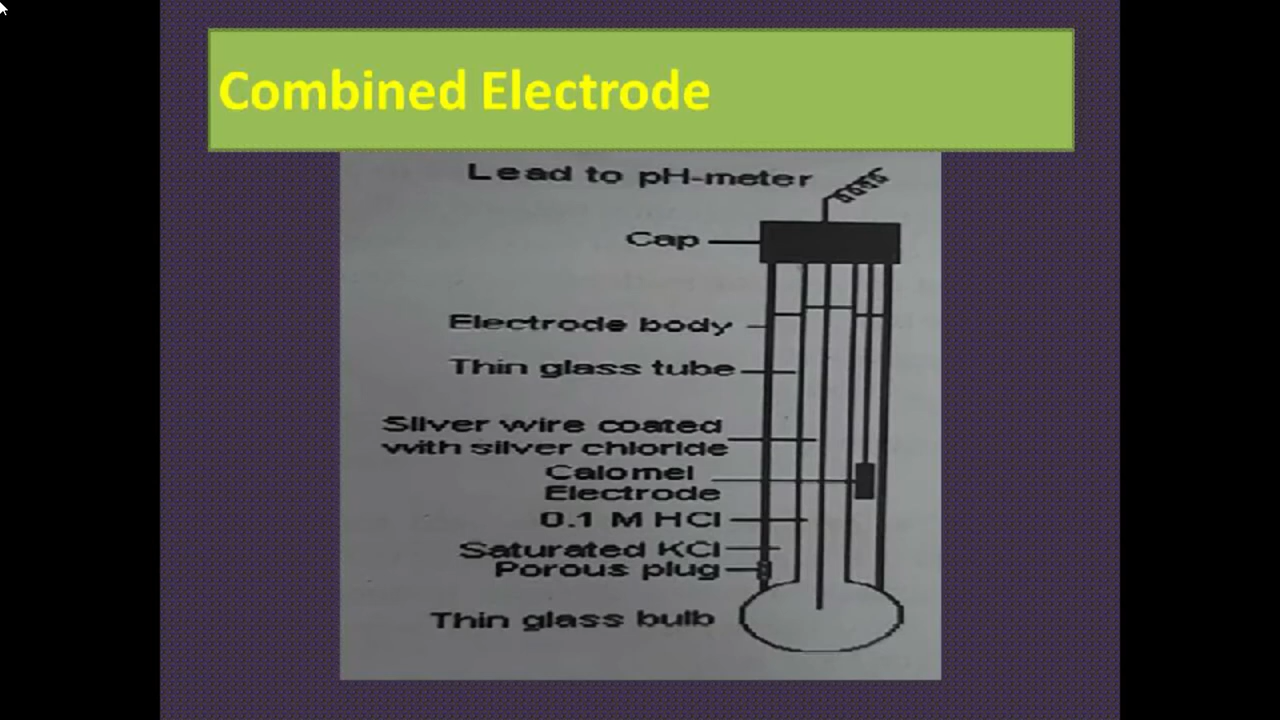 Combined Electrode
Lead to pH-meter
Cap
Electrode body
Thin glass tube
Silver wire coated
with silver chloride
Calomel
Electrode
0.1 M HCl
Saturated KCl
Porous plug
Thin glass bulb